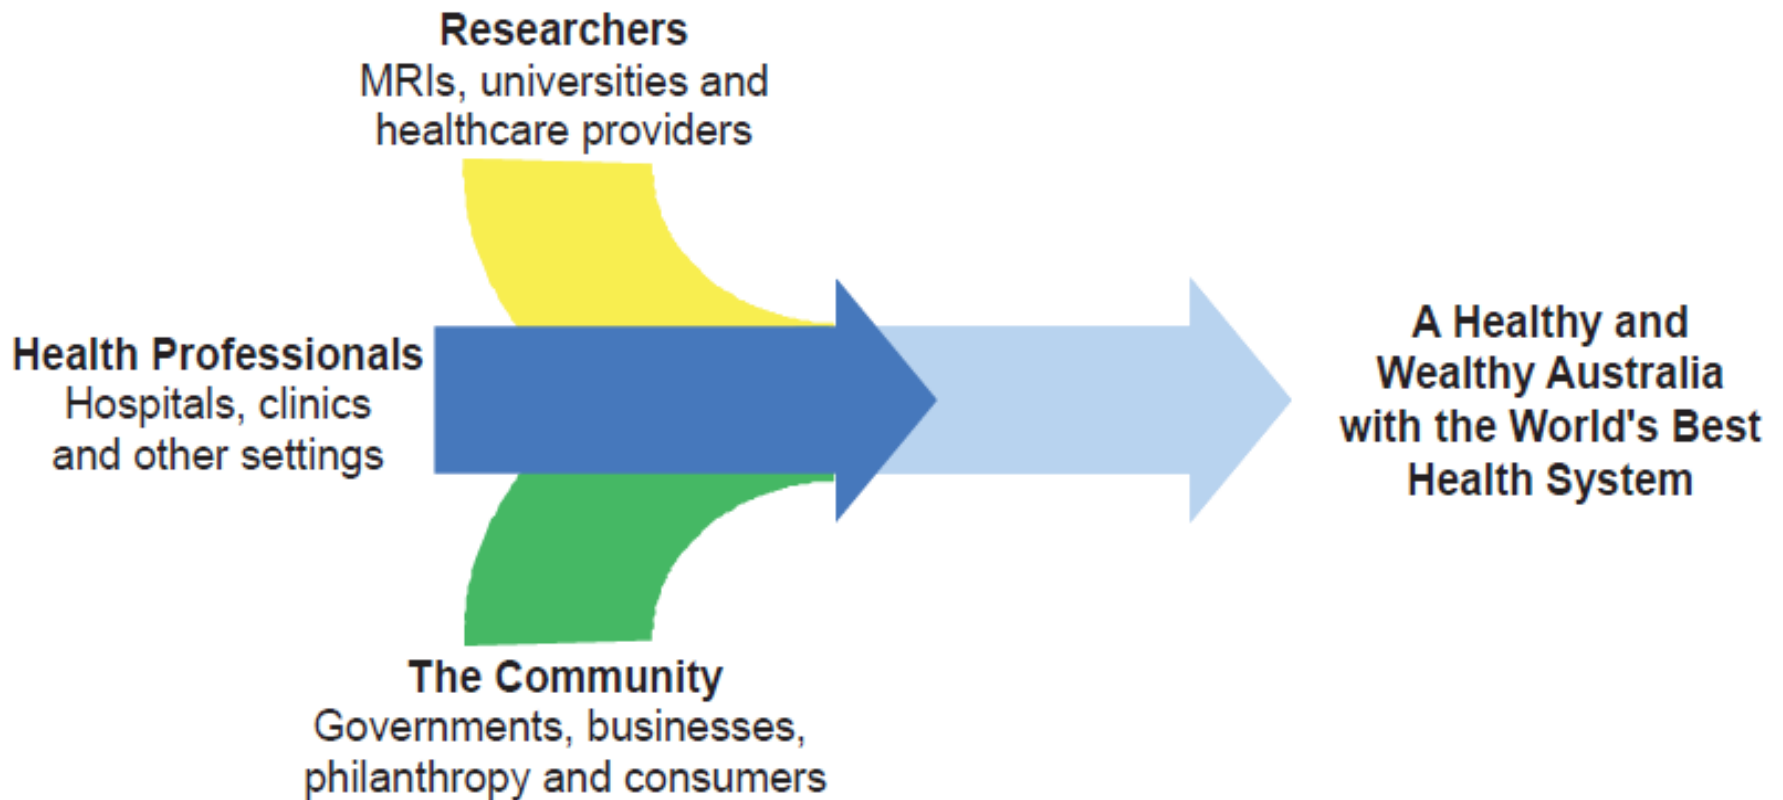 Researchers
MRIs, universities and
healthcare providers
Health Professionals
Hospitals, clinics
and other settings
A Healthy and
Wealthy Australia
with the World's Best
Health System
The Community
Governments, businesses,
philanthropy and consumers